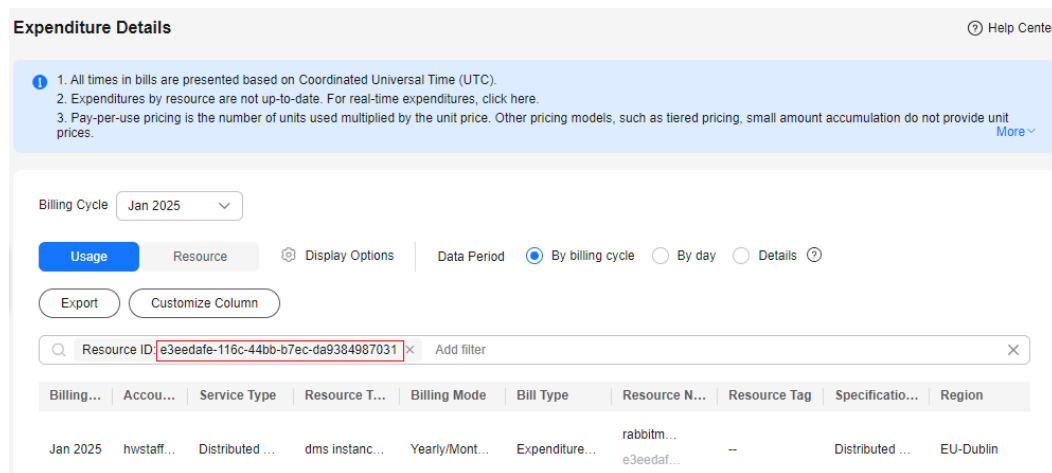 Expenditure Details
Help Cente
1. All times in bills are presented based on Coordinated Universal Time (UTC).
2. Expenditures by resource are not up-to-date. For real-time expenditures, click here.
3. Pay-per-use pricing is the number of units used multiplied by the unit price. Other pricing models, such as tiered pricing, small amount accumulation do not provide unit
prices.
More
Billing Cycle Jan 2025
Usage Resource Display Options Data Period By billing cycle By day Details
Export Customize Column
Resource ID: e3eedafe-116c-44bb-b7ec-da9384987031 Add filter
Billing... Accou... Service Type Resource T... Billing Mode Bill Type Resource N... Resource Tag Specificatio... Region
Jan 2025 hwstaff... Distributed ... dms instanc... Yearly/Mont... Expenditure... rabbitm... -- Distributed ... EU-Dublin
e3eedaf...